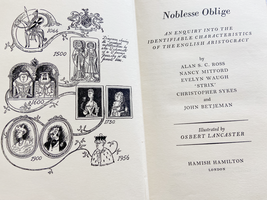 1066
1500
1600
1750
1900
1956
Noblesse Oblige
AN ENQUIRY INTO THE
IDENTIFIABLE CHARACTERISTICS
OF THE ENGLISH ARISTOCRACY
by
ALAN S. C. ROSS
NANCY MITFORD
EVELYN WAUGH
'STRIX'
CHRISTOPHER SYKES
and
JOHN BETJEMAN
Illustrated by
OSBERT LANCASTER
HAMISH HAMILTON
LONDON